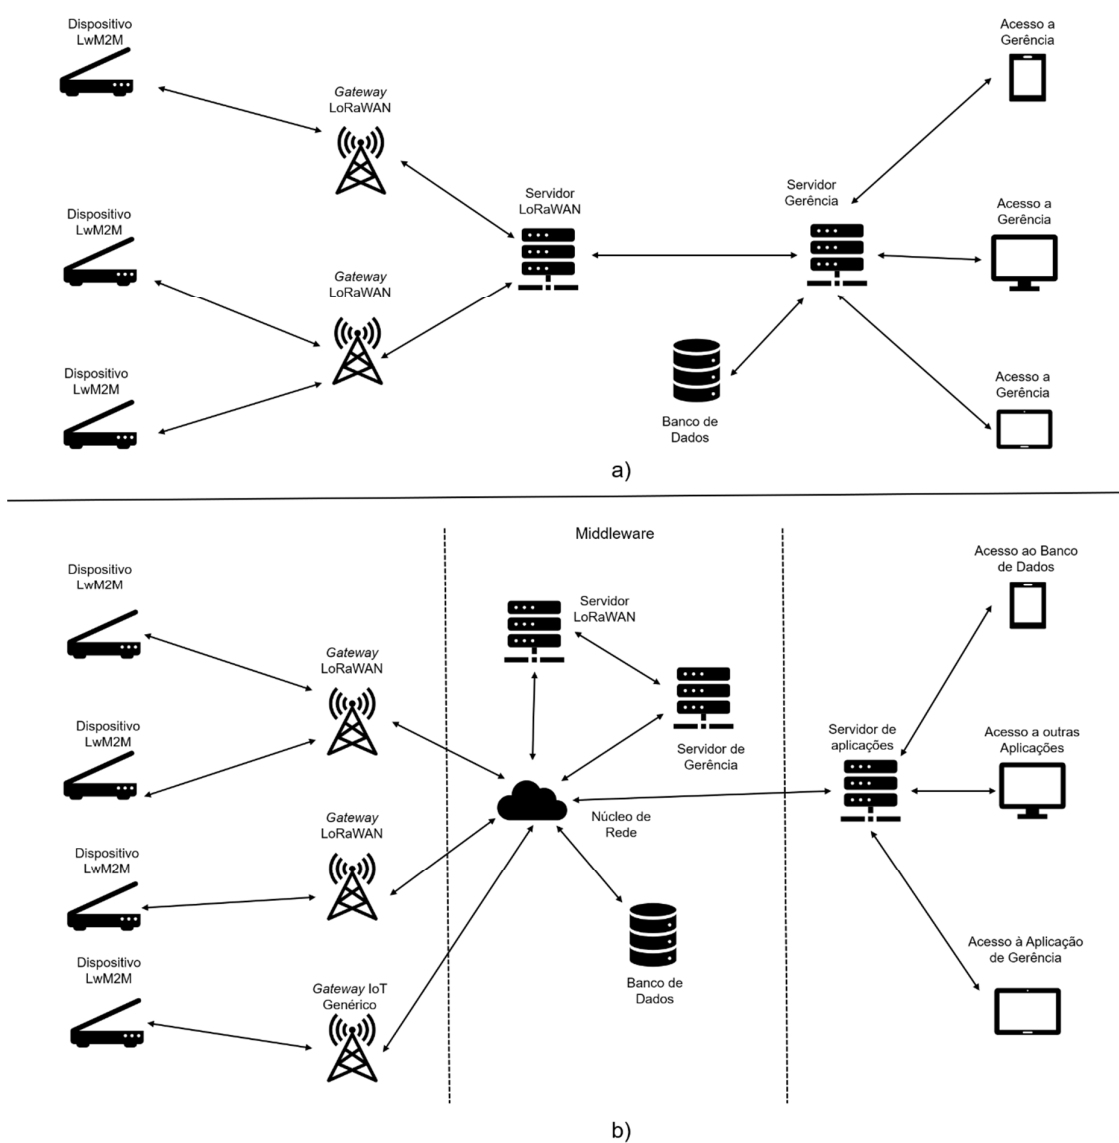 Dispositivo
LwM2M
Gateway
LoRaWAN
Acesso a
Gerência
Dispositivo
LwM2M
Servidor
LoRaWAN
Servidor
Gerência
Acesso a
Gerência
Gateway
LoRaWAN
Dispositivo
LwM2M
Acesso a
Gerência
Banco de
Dados
a)
Middleware
Dispositivo
LwM2M
Servidor
LoRaWAN
Acesso ao Banco
de Dados
Gateway
LoRaWAN
Dispositivo
LwM2M
Servidor de
Gerência
Servidor de
aplicações
Acesso a outras
Aplicações
Gateway
LoRaWAN
Núcleo de
Rede
Dispositivo
LwM2M
Acesso à Aplicação
de Gerência
Dispositivo
LwM2M
Gateway IoT
Genérico
Banco de
Dados
b)